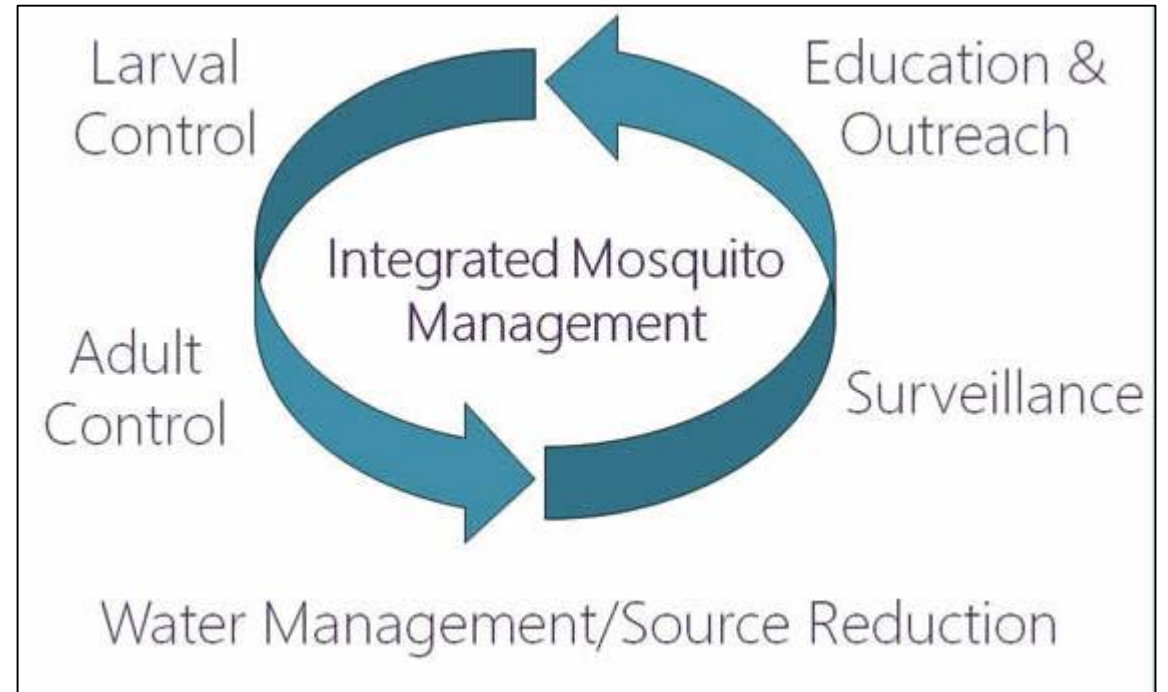 Larval
Control
Education &
Outreach
Integrated Mosquito
Management
Adult
Control
Surveillance
Water Management/Source Reduction